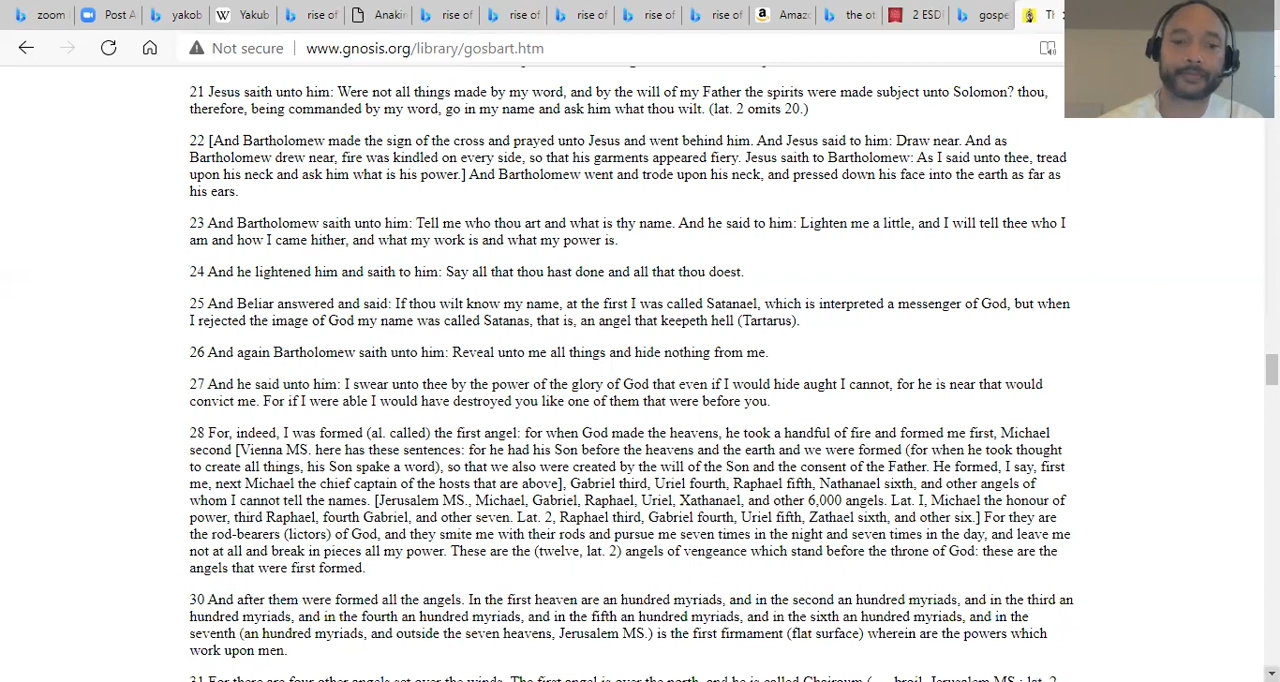 zoom
Post A
yakob
W Yakub
rise of
Anakin
rise of
rise of
rise of
rise of
rise of
a Amaz
the ot
2 ESD
gospe
Not secure www.gnosis.org/library/gosbart.htm
21 Jesus saith unto him: Were not all things made by my word, and by the will of my Father the spirits were made subject unto Solomon? thou,
therefore, being commanded by my word, go in my name and ask him what thou wilt. (lat. 2 omits 20.)
22 [And Bartholomew made the sign of the cross and prayed unto Jesus and went behind him. And Jesus said to him: Draw near. And as
Bartholomew drew near, fire was kindled on every side, so that his garments appeared fiery. Jesus saith to Bartholomew: As I said unto thee, tread
upon his neck and ask him what is his power.] And Bartholomew went and trode upon his neck, and pressed down his face into the earth as far as
his ears.
23 And Bartholomew saith unto him: Tell me who thou art and what is thy name. And he said to him: Lighten me a little, and I will tell thee who I
am and how I came hither, and what my work is and what my power is.
24 And he lightened him and saith to him: Say all that thou hast done and all that thou doest.
25 And Beliar answered and said: If thou wilt know my name, at the first I was called Satanael, which is interpreted a messenger of God, but when
I rejected the image of God my name was called Satanas, that is, an angel that keepeth hell (Tartarus).
26 And again Bartholomew saith unto him: Reveal unto me all things and hide nothing from me.
27 And he said unto him: I swear unto thee by the power of the glory of God that even if I would hide aught I cannot, for he is near that would
convict me. For if I were able I would have destroyed you like one of them that were before you.
28 For, indeed, I was formed (al. called) the first angel: for when God made the heavens, he took a handful of fire and formed me first, Michael
second [Vienna MS. here has these sentences: for he had his Son before the heavens and the earth and we were formed (for when he took thought
to create all things, his Son spake a word), so that we also were created by the will of the Son and the consent of the Father. He formed, I say, first
me, next Michael the chief captain of the hosts that are above], Gabriel third, Uriel fourth, Raphael fifth, Nathanael sixth, and other angels of
whom I cannot tell the names. [Jerusalem MS., Michael, Gabriel, Raphael, Uriel, Xathanael, and other 6,000 angels. Lat. I, Michael the honour of
power, third Raphael, fourth Gabriel, and other seven. Lat. 2, Raphael third, Gabriel fourth, Uriel fifth, Zathael sixth, and other six.] For they are
the rod-bearers (lictors) of God, and they smite me with their rods and pursue me seven times in the night and seven times in the day, and leave me
not at all and break in pieces all my power. These are the (twelve, lat. 2) angels of vengeance which stand before the throne of God: these are the
angels that were first formed.
30 And after them were formed all the angels. In the first heaven are an hundred myriads, and in the second an hundred myriads, and in the third an
hundred myriads, and in the fourth an hundred myriads, and in the fifth an hundred myriads, and in the sixth an hundred myriads, and in the
seventh (an hundred myriads, and outside the seven heavens, Jerusalem MS.) is the first firmament (flat surface) wherein are the powers which
work upon men.
31 For there are four other angels set over the winds. The first angel is over the north, and he is called Chairoum ( broil, Jerusalem MS.; lat. 2